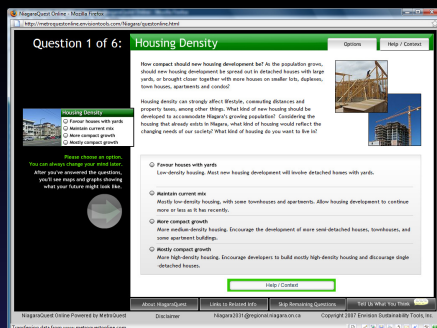 NiagaraQuest Online - Mozilla Firefox
http://metroquestonline.envisiontools.com/Niagara/questonline.html
Question 1 of 6:
Housing Density
Options
Help / Context
How compact should new housing development be? As the population grows,
should new housing development be spread out in detached houses with large
yards, or brought closer together with more houses on smaller lots, duplexes,
town houses, apartments and condos?
Housing density can strongly affect lifestyle, commuting distances and
property taxes, among other things. What kind of new housing should be
developed to accommodate Niagara's growing population? Considering the
housing that already exists in Niagara, what kind of housing would reflect the
changing needs of our society? What kind of housing do you want to live in?
Housing Density
Favour houses with yards
Maintain current mix
More compact growth
Mostly compact growth
Please choose an option.
You can always change your mind later.
After you've answered the questions,
you'll see maps and graphs showing
what your future might look like.
Favour houses with yards
Low-density housing. Most new housing development will involve detached homes with yards.
Maintain current mix
Mostly low-density housing, with some townhouses and apartments. Allow housing development to continue
more or less as it has recently.
More compact growth
More medium-density housing. Encourage the development of more semi-detached houses, townhouses, and
some apartment buildings.
Mostly compact growth
More high-density housing. Encourage developers to build mostly high-density housing and discourage single
-detached houses.
Help / Context
About NiagaraQuest
Links to Related Info
Skip Remaining Questions
Tell Us What You Think
NiagaraQuest Online Powered by MetroQuest
Disclaimer
Niagara2031@regional.niagara.on.ca
Copyright 2007 Envision Sustainability Tools, Inc.
Transferring data from www.metroquestonline.com